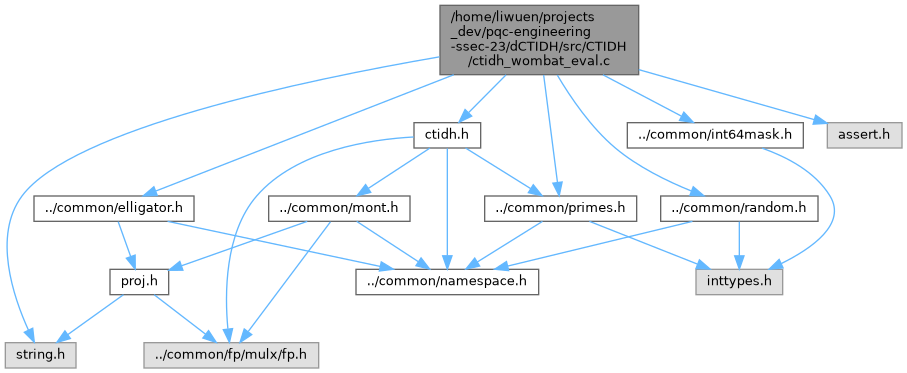 /home/liwuen/projects
_dev/pqc-engineering
-ssec-23/dCTIDH/src/CTIDH
/ctidh_wombat_eval.c
ctidh.h
../common/int64mask.h
assert.h
../common/elligator.h
../common/mont.h
../common/primes.h
../common/random.h
proj.h
../common/namespace.h
inttypes.h
string.h
../common/fp/mulx/fp.h